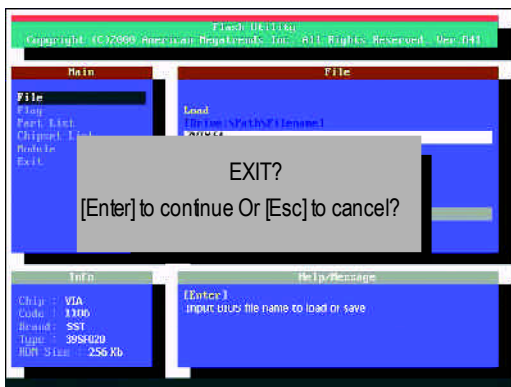 Flash Utility
Copyright (C)2000 American Megatrends Inc. All Rights Reserved. Ver.
Main
File
File
Flag
Part List
Chipset List
Module
Exit
Load
[Drive:\Path\Filename]
EXIT?
[Enter] to continue Or [Esc] to cancel?
Info
Help/Message
Chip : VIA
Code : 1106
Brand: SST
Type : 39SF020
ROM Size : 256 Kb
[Enter]
Input BIOS file name to load or save